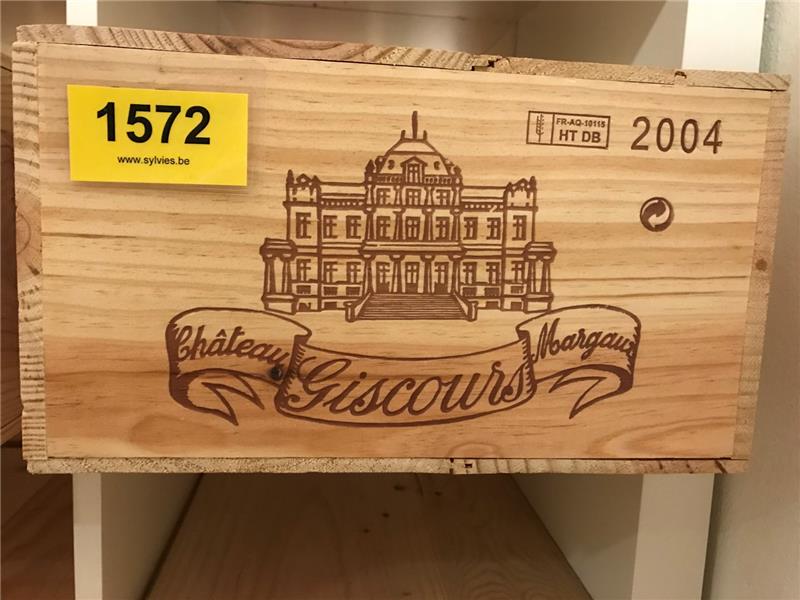 1572
www.sylvies.be
FR-AQ-10115
HT DB
2004
Château
Giscours
Margaux